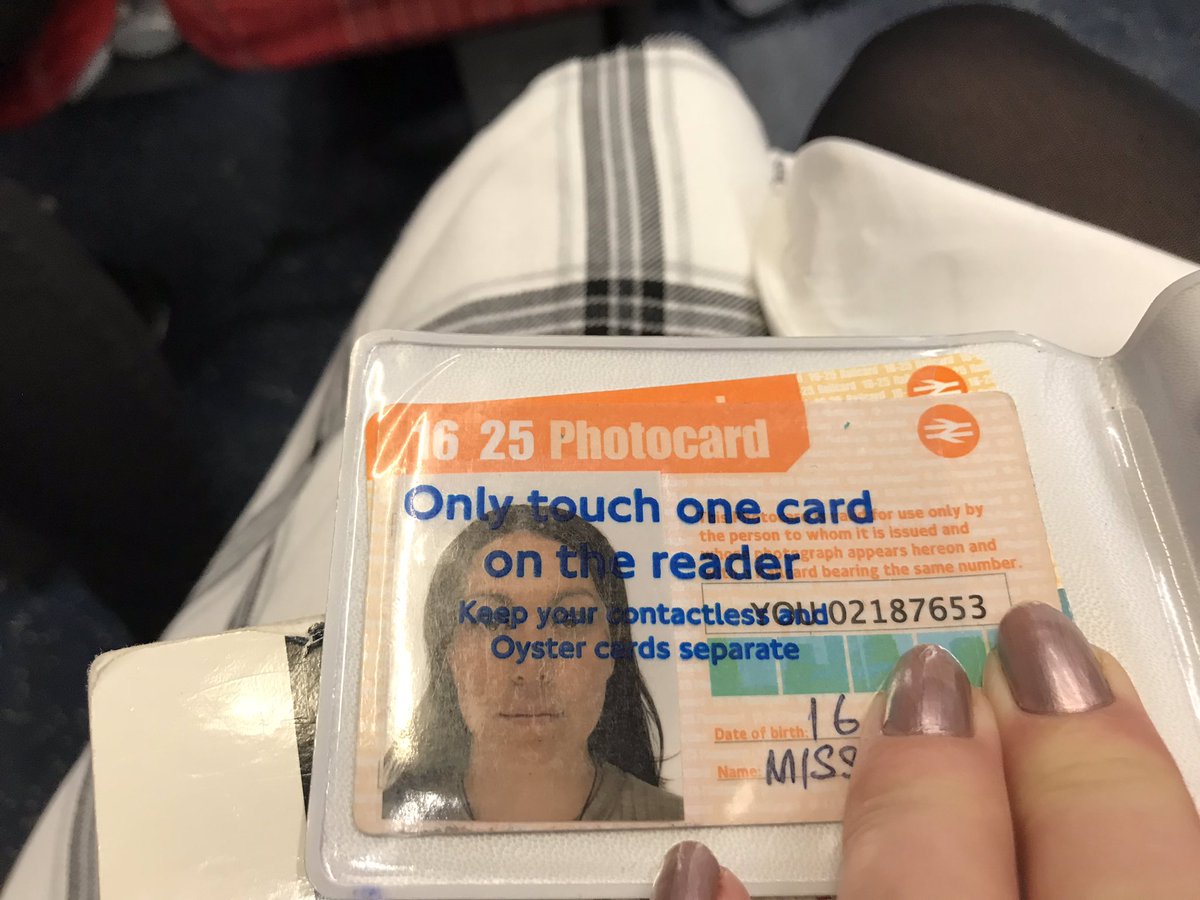 16 25 Photocard
Only touch one card
on the reader
Keep your contactless and
Oyster cards separate
for use only by
the person to whom it is issued and
whose photograph appears hereon and
card bearing the same number.
YOU 02187653
Date of birth: 16
Name: MISS